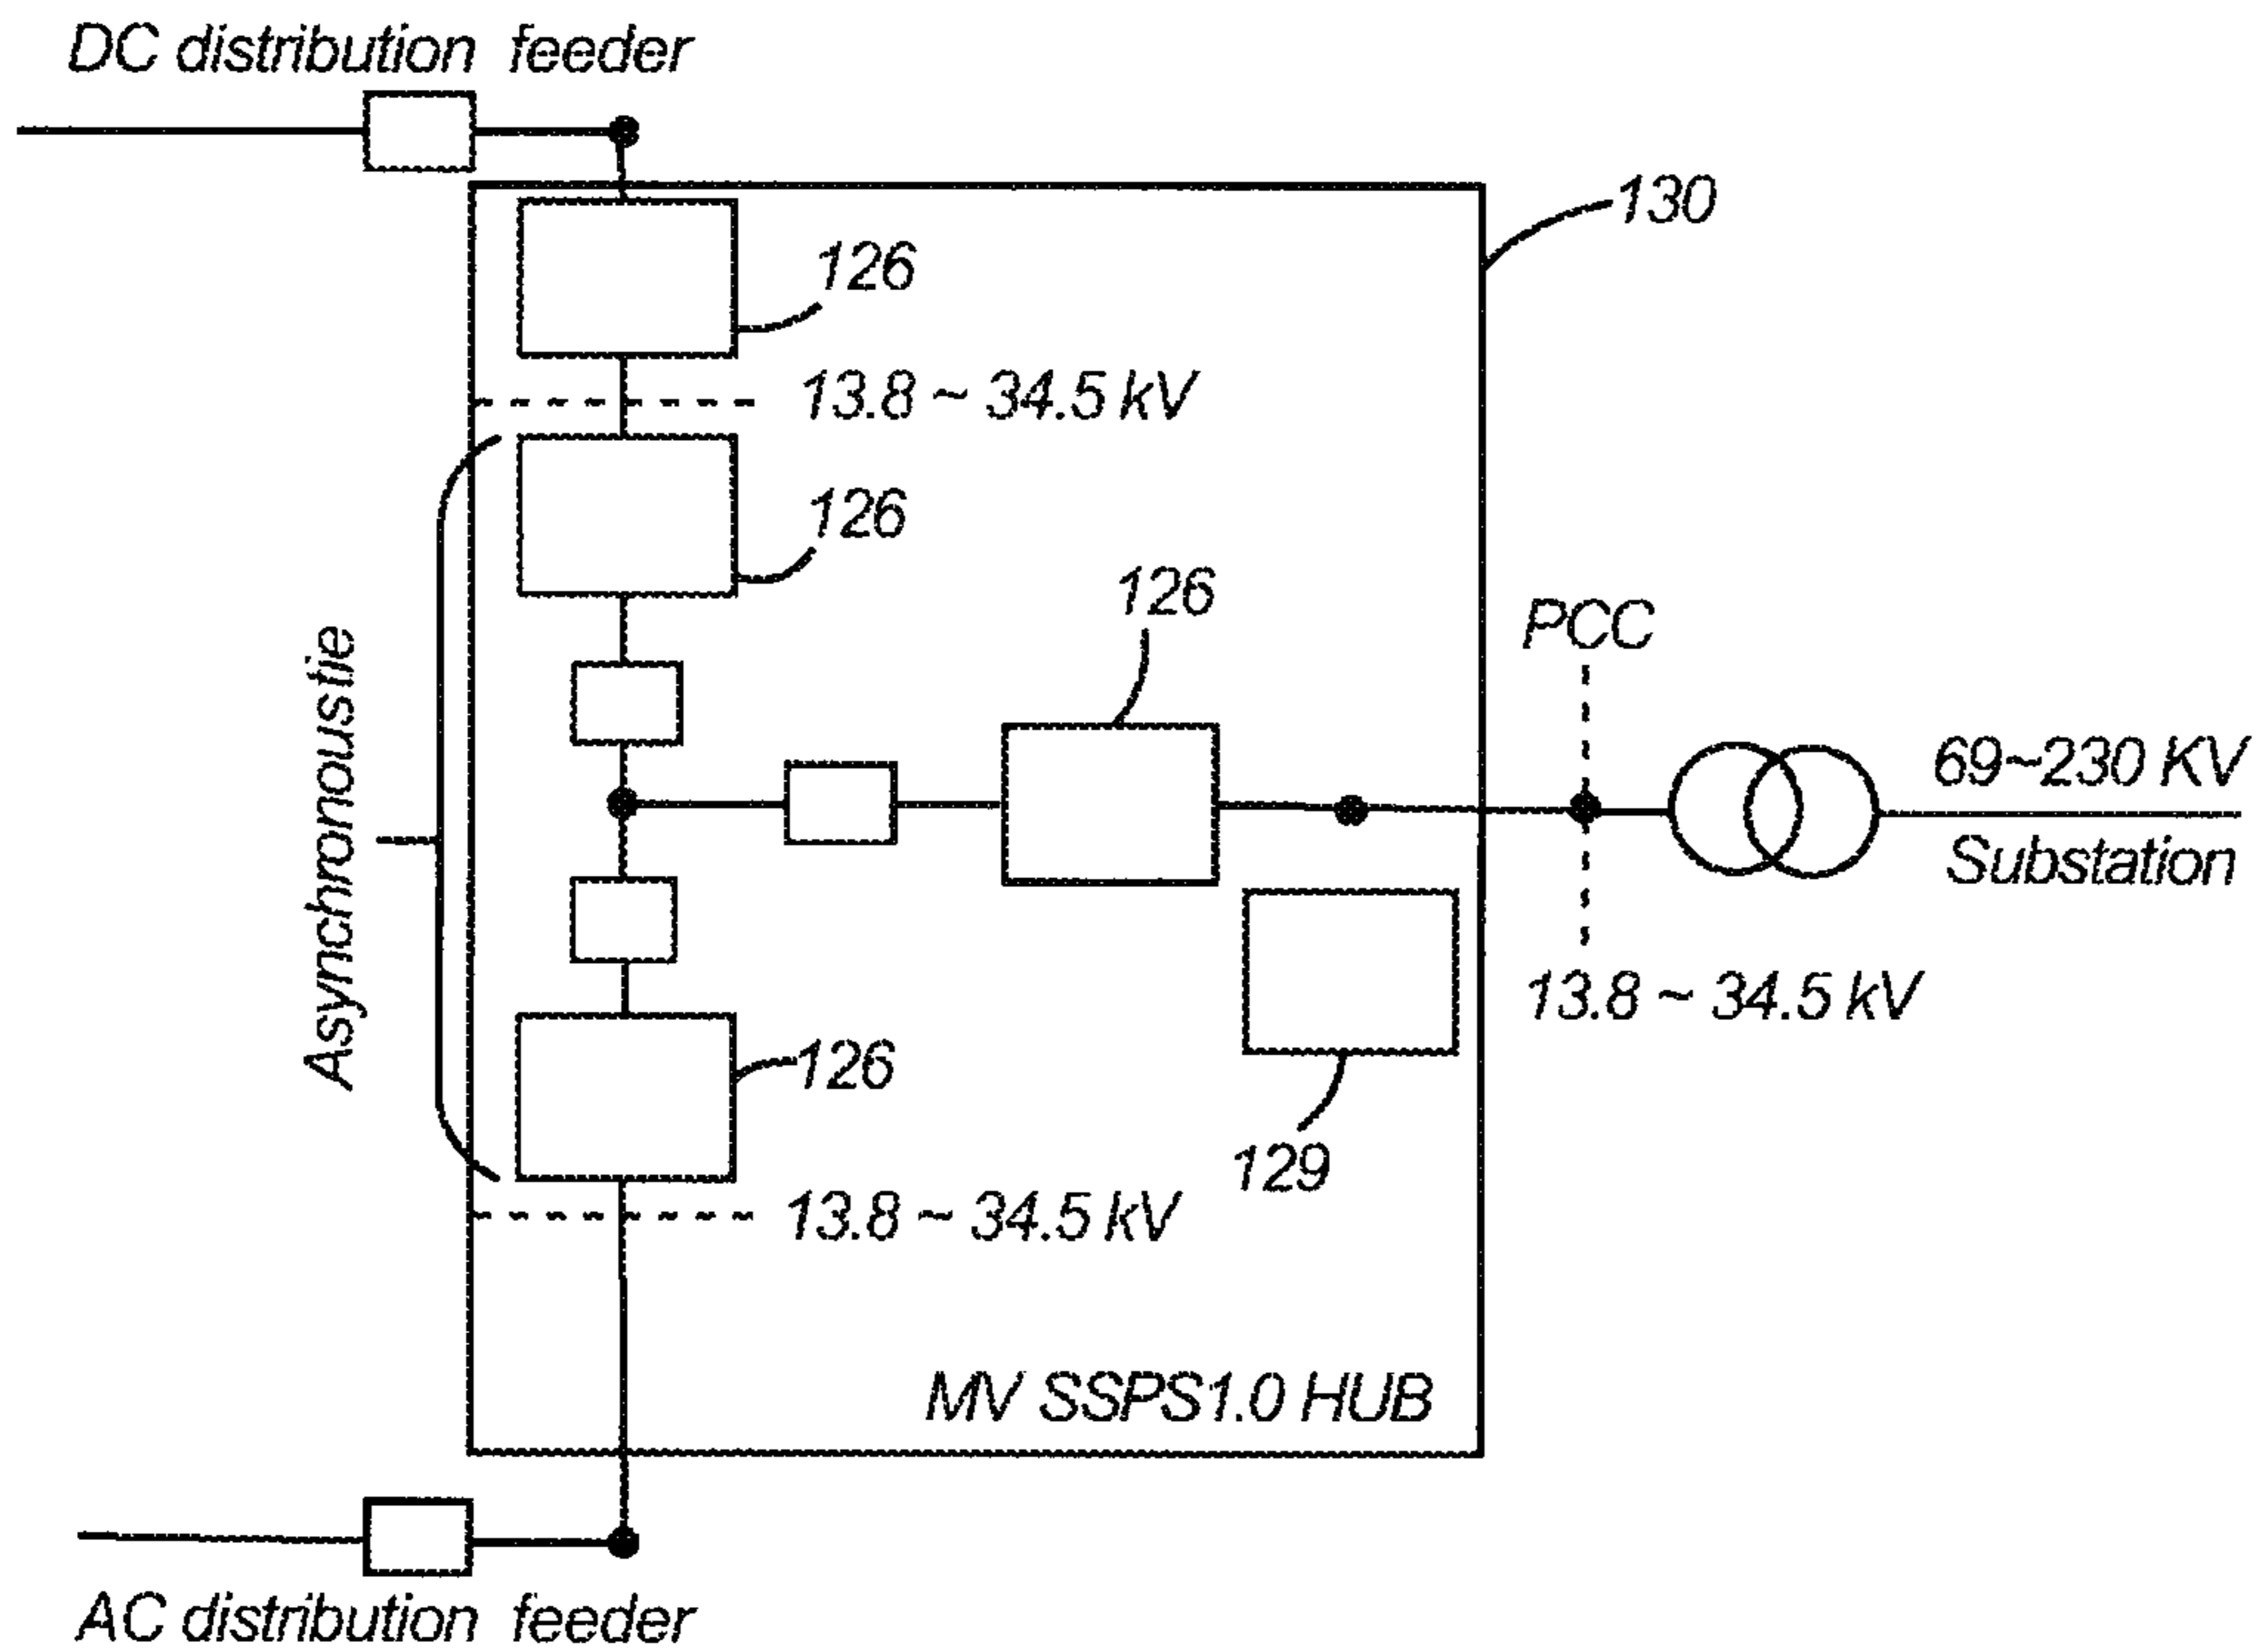 DC distribution feeder
130
126
13.8 ~ 34.5 kV
126
126
PCC
69~230 KV
Substation
Asynchronoustie
13.8 ~ 34.5 kV
126
129
13.8 ~ 34.5 kV
MV SSPS1.0 HUB
AC distribution feeder